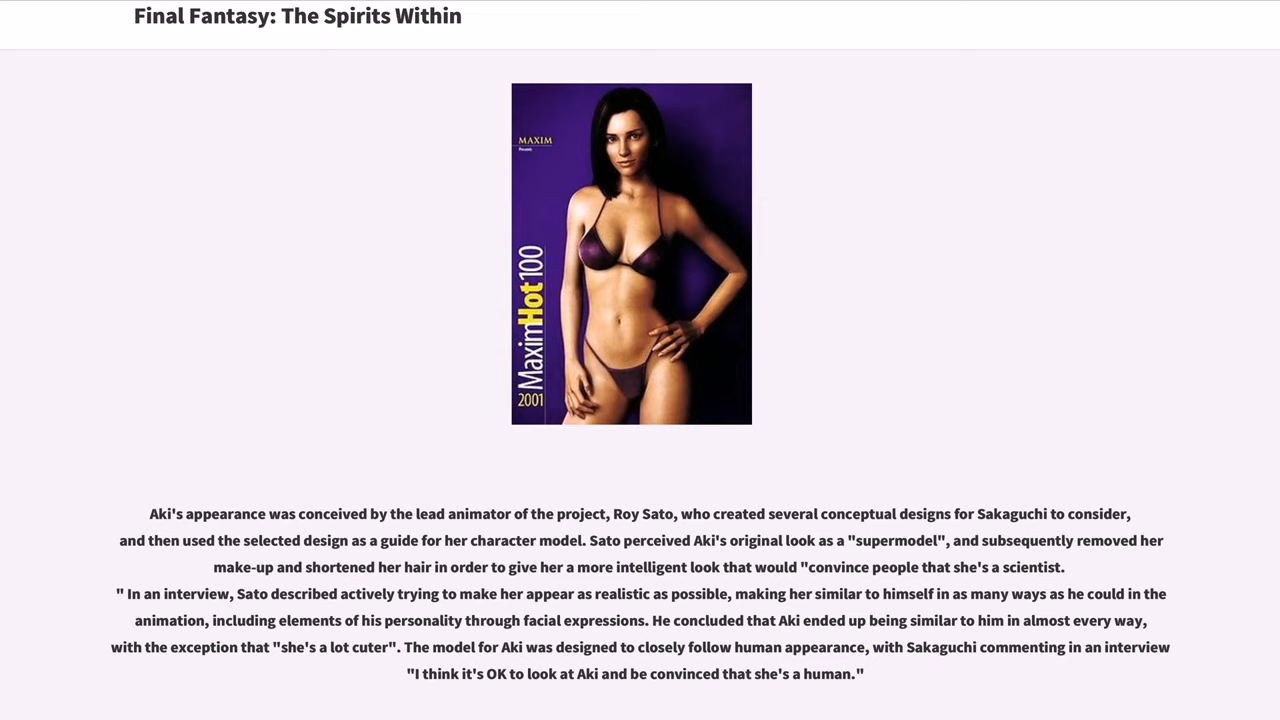 Final Fantasy: The Spirits Within
MAXIM
Presents
2001 MaximHot100
Aki's appearance was conceived by the lead animator of the project, Roy Sato, who created several conceptual designs for Sakaguchi to consider,
and then used the selected design as a guide for her character model. Sato perceived Aki's original look as a "supermodel", and subsequently removed her
make-up and shortened her hair in order to give her a more intelligent look that would "convince people that she's a scientist.
" In an interview, Sato described actively trying to make her appear as realistic as possible, making her similar to himself in as many ways as he could in the
animation, including elements of his personality through facial expressions. He concluded that Aki ended up being similar to him in almost every way,
with the exception that "she's a lot cuter". The model for Aki was designed to closely follow human appearance, with Sakaguchi commenting in an interview
"I think it's OK to look at Aki and be convinced that she's a human."